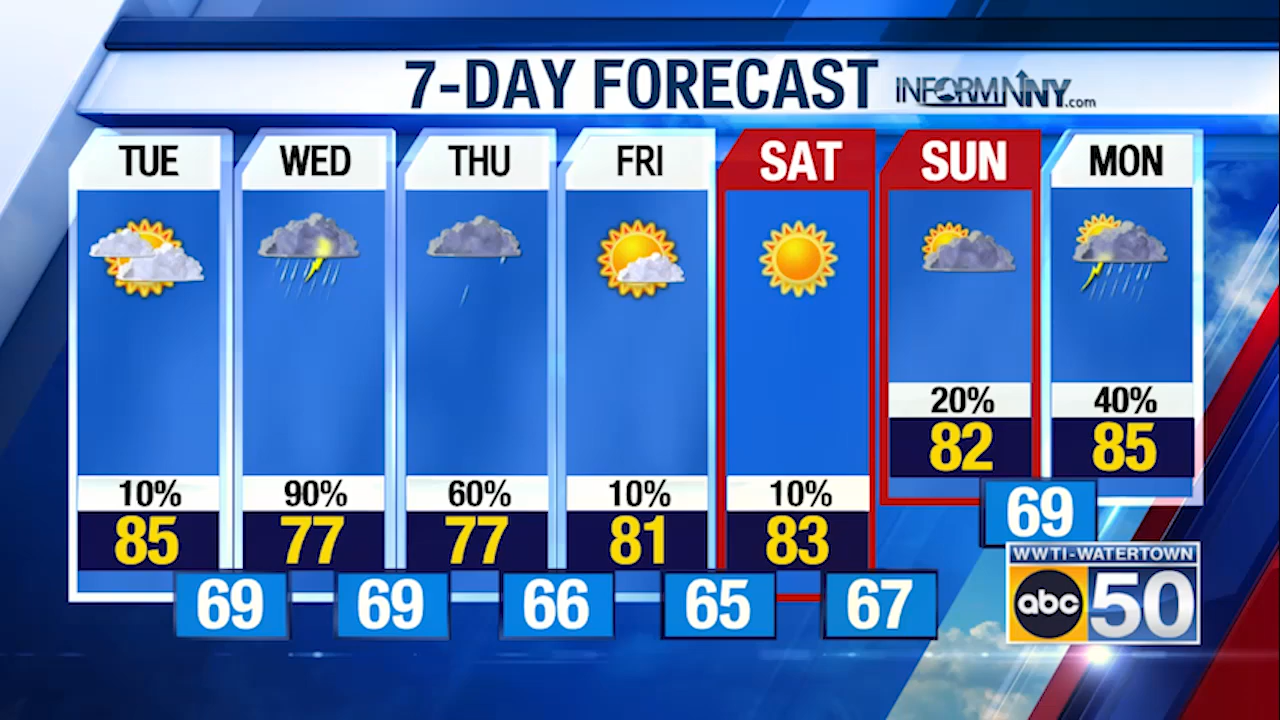 7-DAY FORECAST INFORMNNY.com
TUE WED THU FRI SAT SUN MON
20% 40%
82 85
10% 90% 60% 10% 10%
85 77 77 81 83
69
WWTI-WATERTOWN
69 69 66 65 67
abc 50